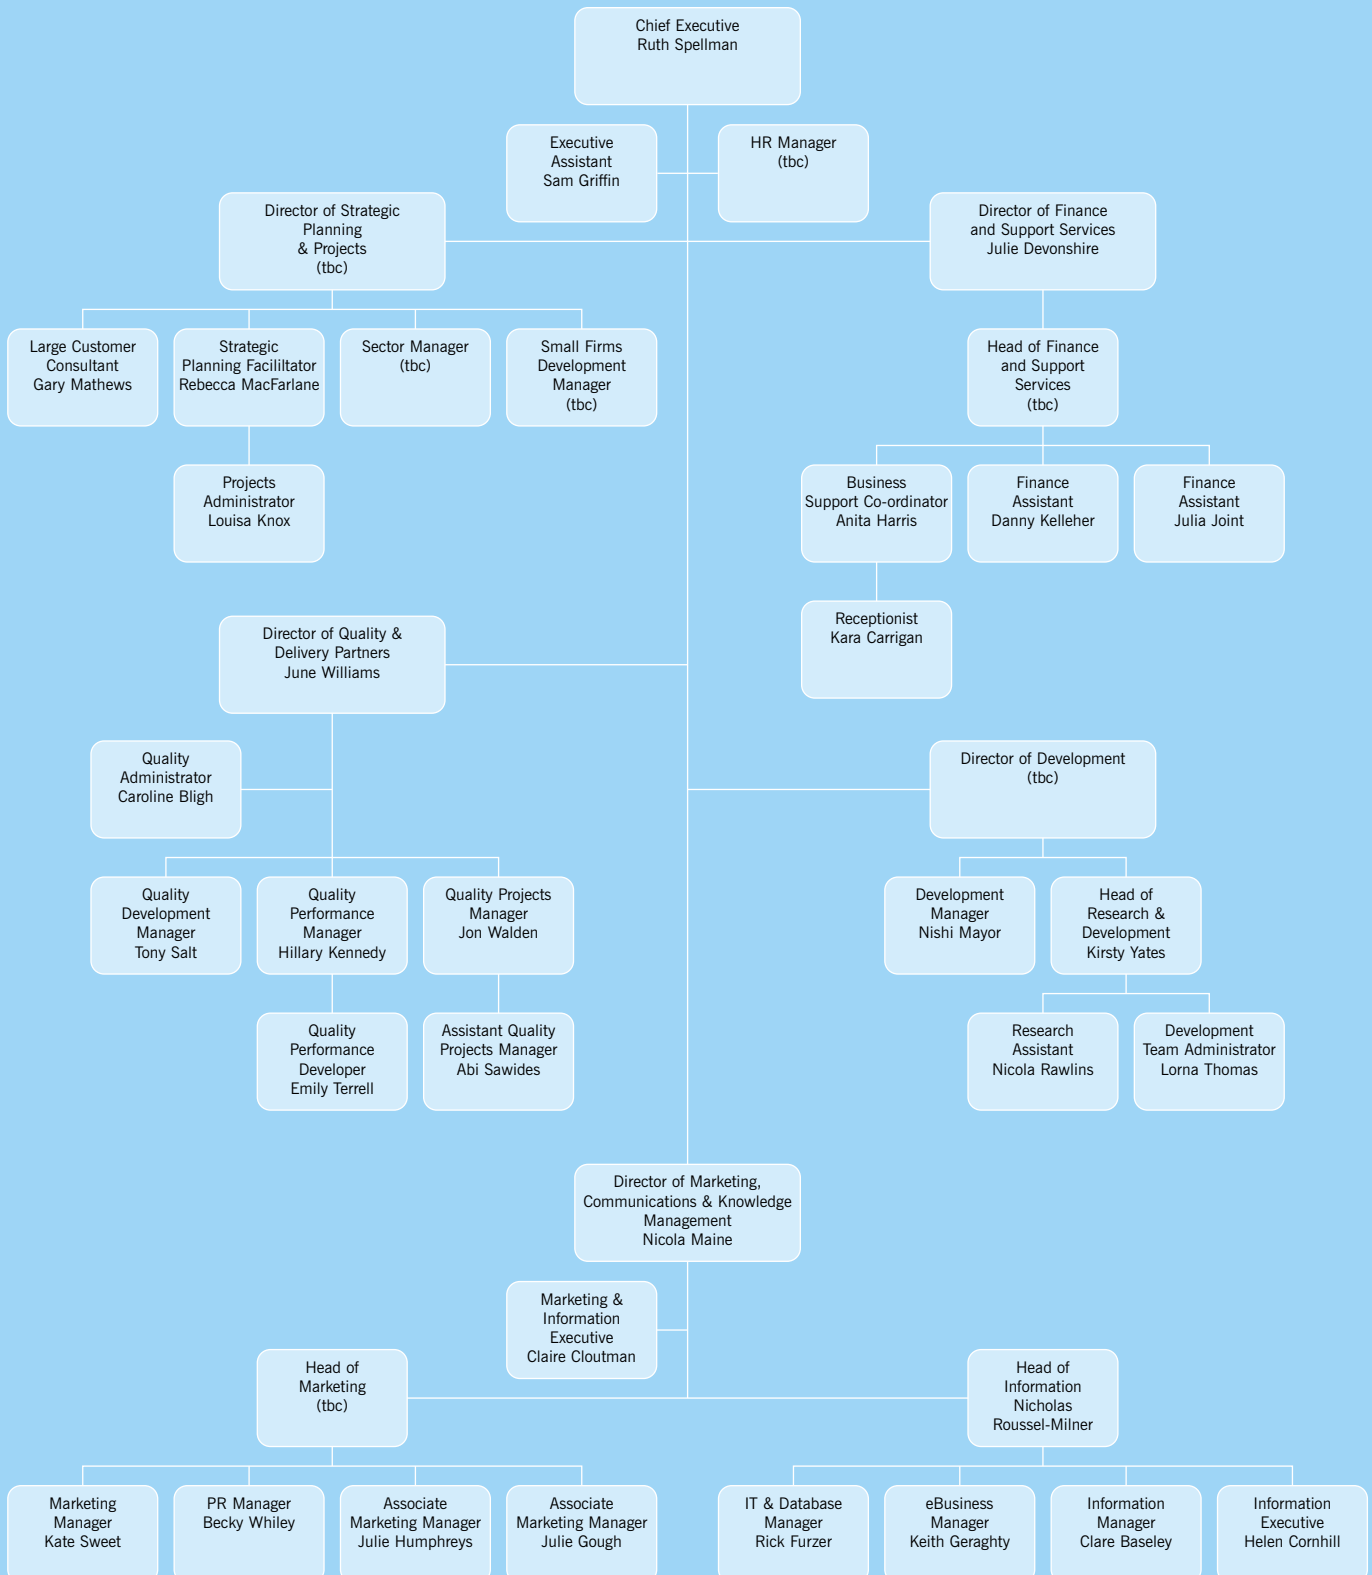 Chief Executive
Ruth Spellman
Executive
Assistant
Sam Griffin
HR Manager
(tbc)
Director of Strategic
Planning
& Projects
(tbc)
Director of Finance
and Support Services
Julie Devonshire
Large Customer
Consultant
Gary Mathews
Strategic
Planning Facililtator
Rebecca MacFarlane
Sector Manager
(tbc)
Small Firms
Development
Manager
(tbc)
Head of Finance
and Support
Services
(tbc)
Projects
Administrator
Louisa Knox
Business
Support Co-ordinator
Anita Harris
Finance
Assistant
Danny Kelleher
Finance
Assistant
Julia Joint
Receptionist
Kara Carrigan
Director of Quality &
Delivery Partners
June Williams
Quality
Administrator
Caroline Bligh
Director of Development
(tbc)
Quality
Development
Manager
Tony Salt
Quality
Performance
Manager
Hillary Kennedy
Quality Projects
Manager
Jon Walden
Development
Manager
Nishi Mayor
Head of
Research &
Development
Kirsty Yates
Quality
Performance
Developer
Emily Terrell
Assistant Quality
Projects Manager
Abi Sawides
Research
Assistant
Nicola Rawlins
Development
Team Administrator
Lorna Thomas
Director of Marketing,
Communications & Knowledge
Management
Nicola Maine
Marketing &
Information
Executive
Claire Cloutman
Head of
Marketing
(tbc)
Head of
Information
Nicholas
Roussel-Milner
Marketing
Manager
Kate Sweet
PR Manager
Becky Whiley
Associate
Marketing Manager
Julie Humphreys
Associate
Marketing Manager
Julie Gough
IT & Database
Manager
Rick Furzer
eBusiness
Manager
Keith Geraghty
Information
Manager
Clare Baseley
Information
Executive
Helen Cornhill